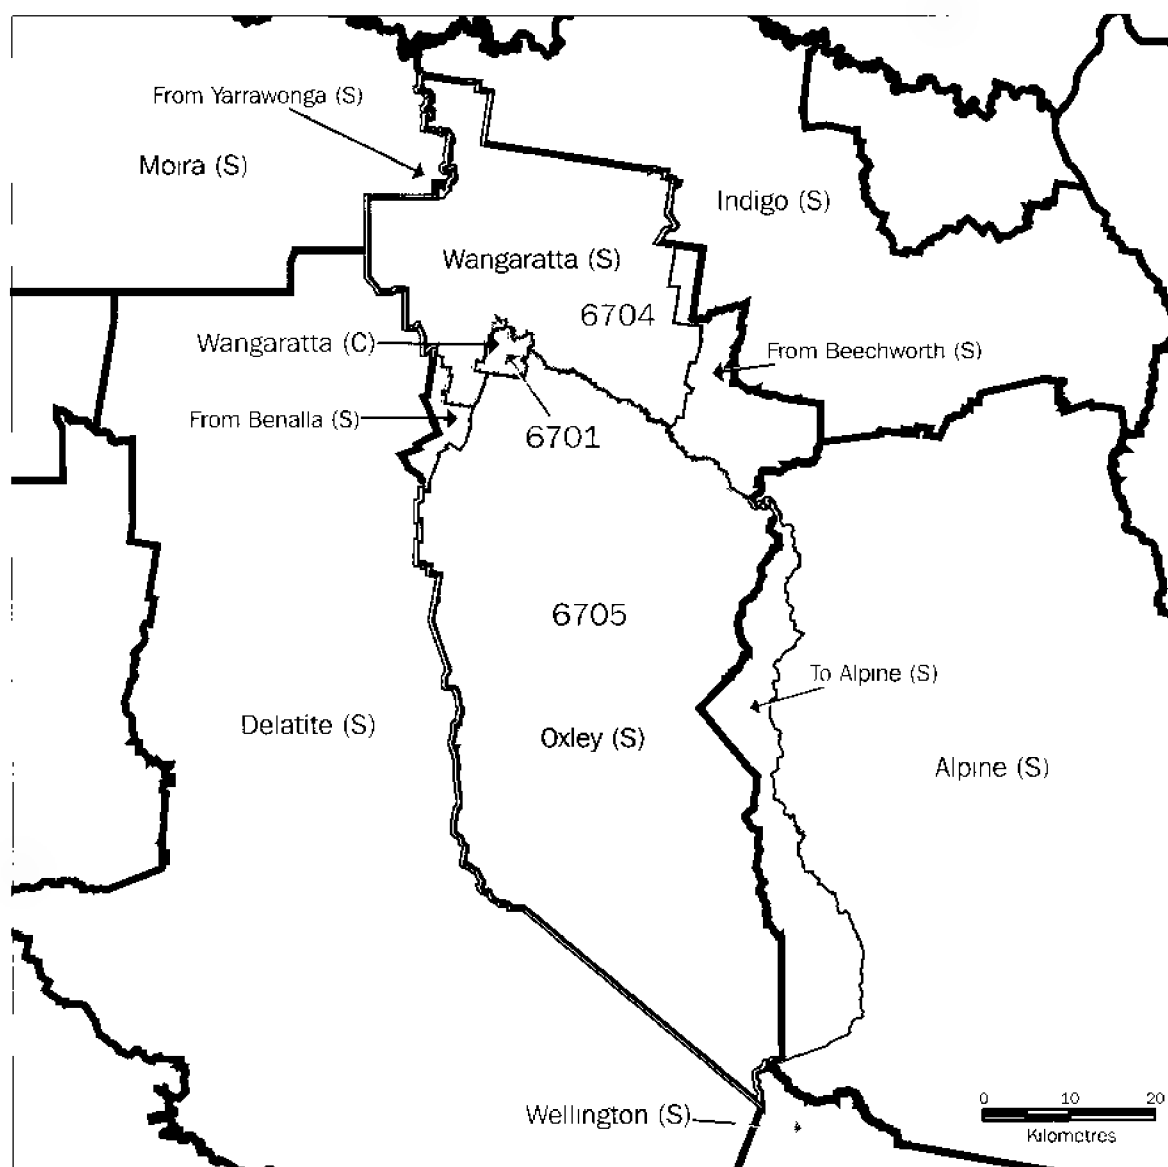 From Yarrawonga (S)
Moira (S)
Indigo (S)
Wangaratta (S)
6704
Wangaratta (C)
From Beechworth (S)
From Benalla (S)
6701
6705
To Alpine (S)
Delatite (S)
Oxley (S)
Alpine (S)
0 10 20
Kilometres
Wellington (S)